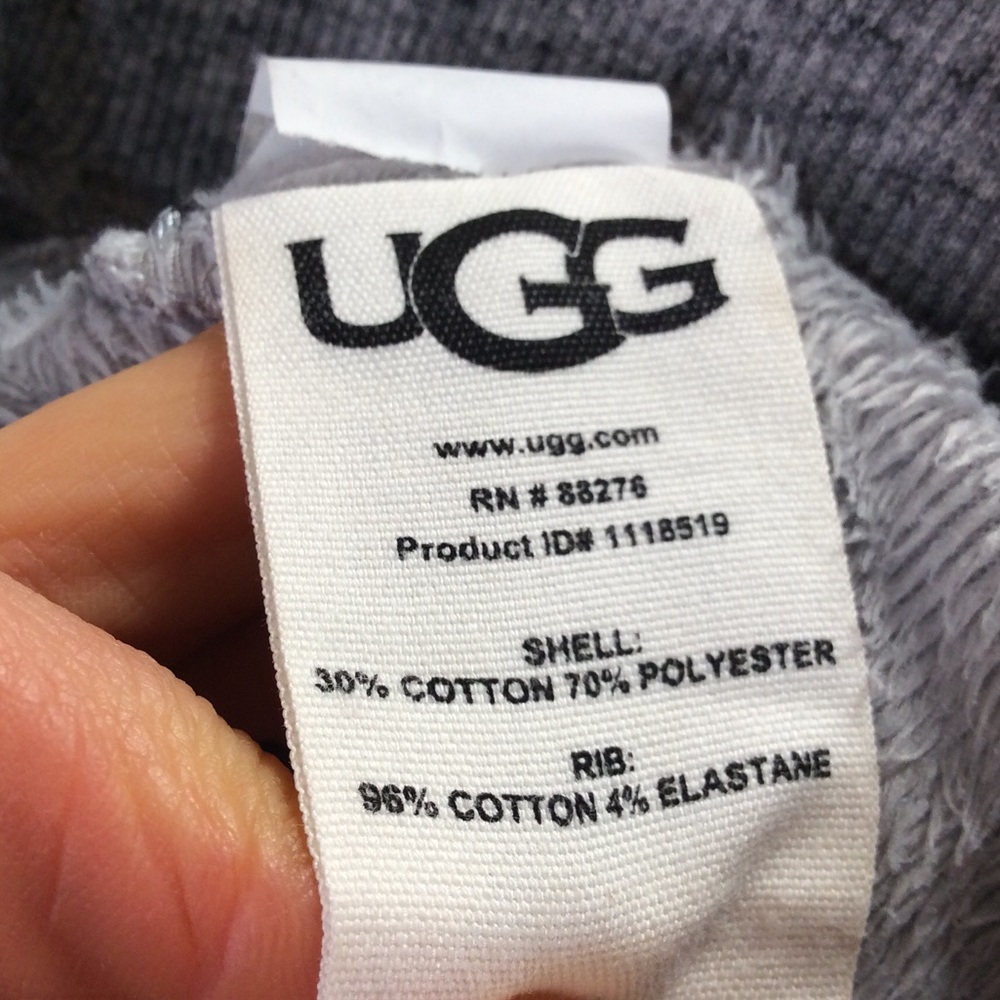 UGG
www.ugg.com
RN # 88276
Product ID# 1118519
SHELL:
30% COTTON 70% POLYESTER
RIB:
96% COTTON 4% ELASTANE